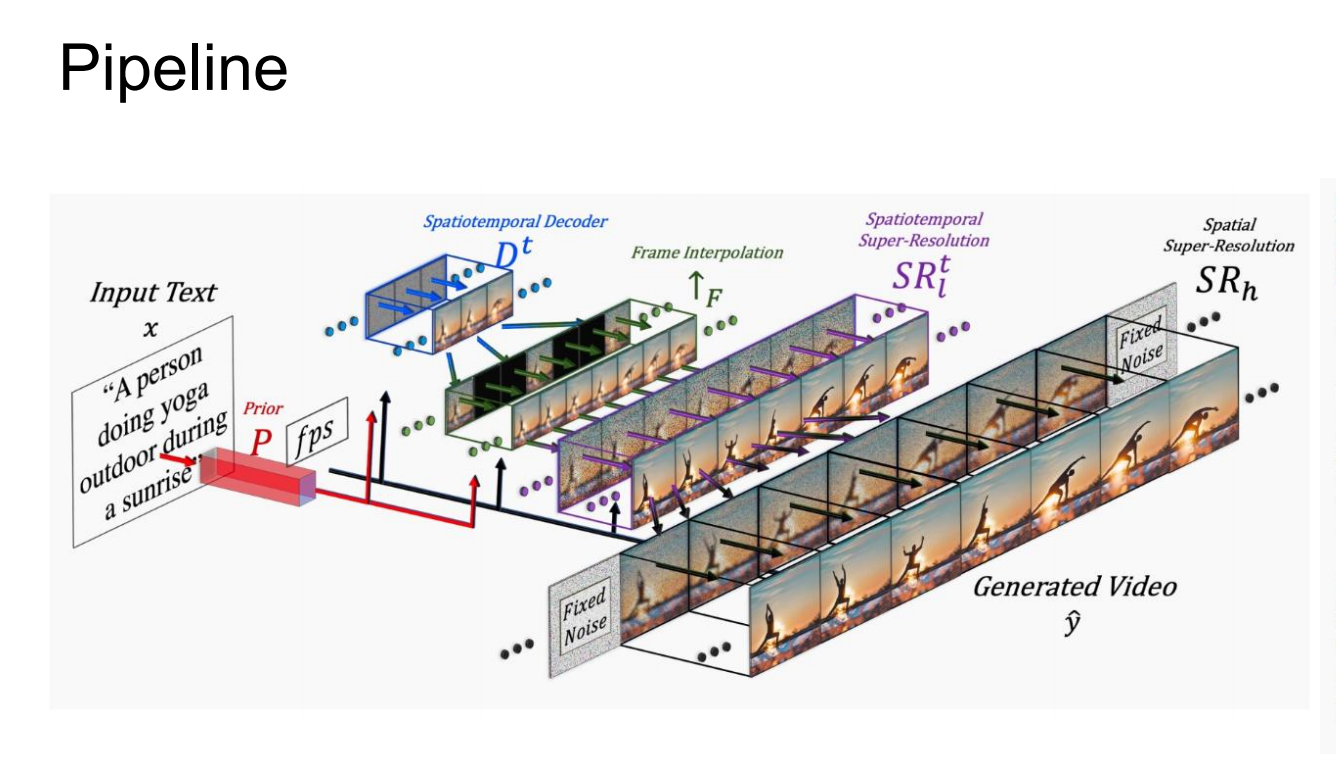 Pipeline
Input Text
x
“A person
doing yoga
outdoor during
a sunrise”
Prior
P
fps
Spatiotemporal Decoder
D^t
Frame Interpolation
↑F
Spatiotemporal
Super-Resolution
SR_l^t
Spatial
Super-Resolution
SR_h
Fixed
Noise
Fixed
Noise
Generated Video
ŷ